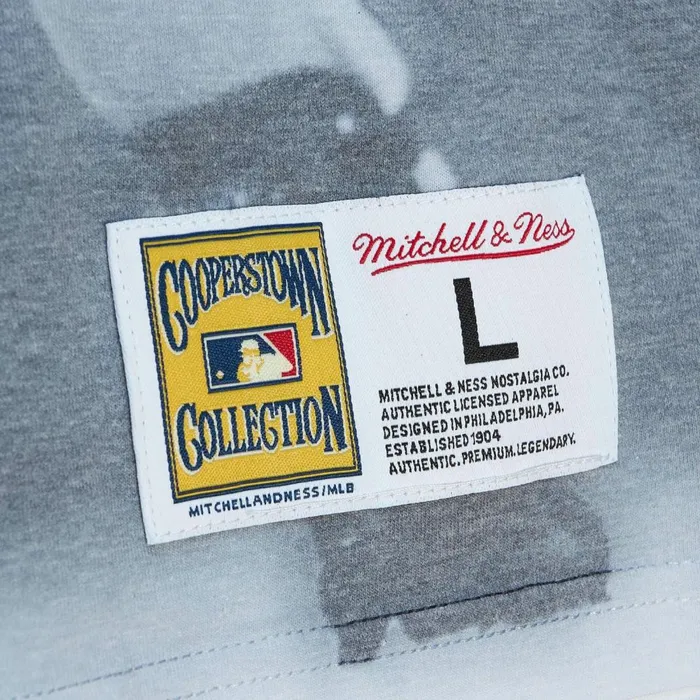 COOPERSTOWN
COLLECTION
MITCHELLANDNESS/MLB
Mitchell & Ness
L
MITCHELL & NESS NOSTALGIA CO.
AUTHENTIC LICENSED APPAREL
DESIGNED IN PHILADELPHIA, PA.
ESTABLISHED 1904
AUTHENTIC. PREMIUM. LEGENDARY.